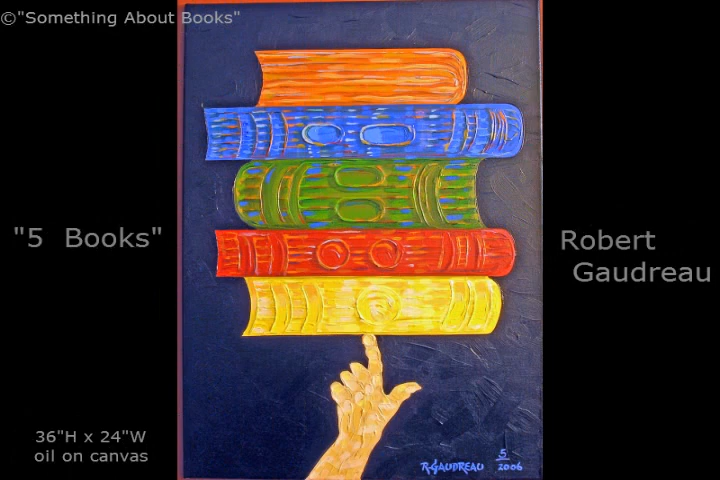 ©"Something About Books"
"5 Books"
Robert
Gaudreau
36"H x 24"W
oil on canvas
R·GAUDREAU 5/2006